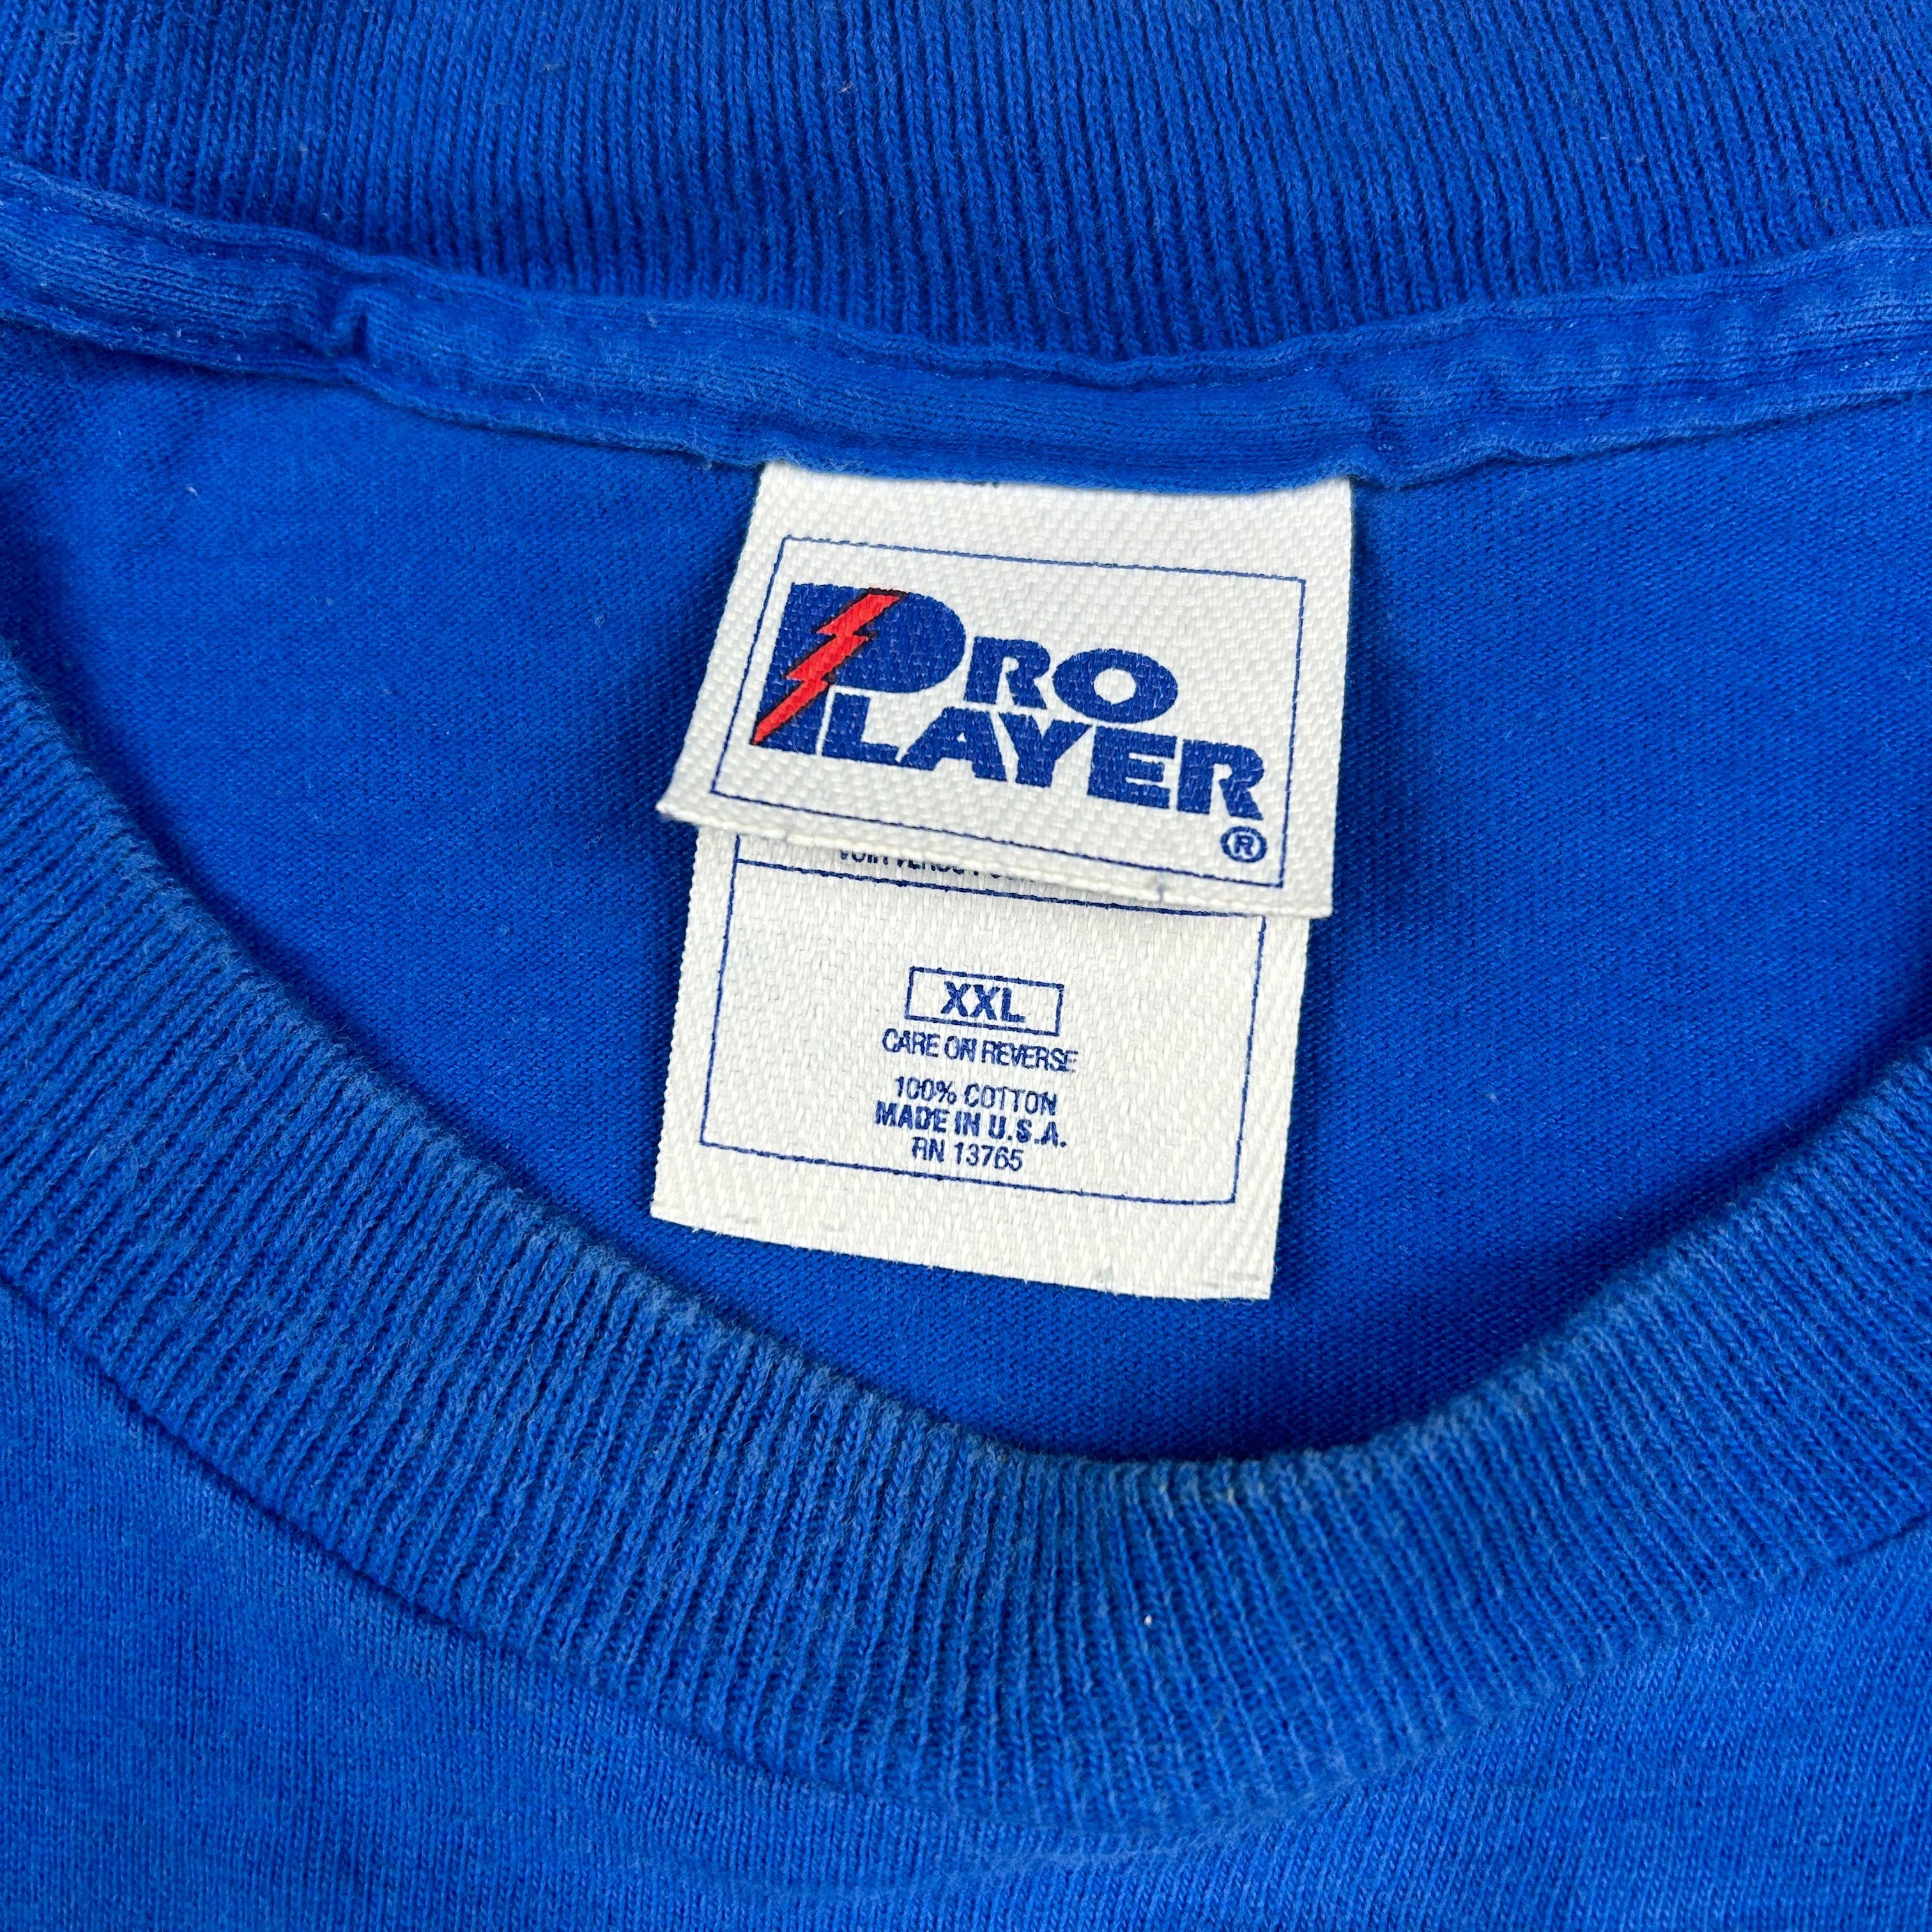 PRO
PLAYER
®
XXL
CARE ON REVERSE
100% COTTON
MADE IN U.S.A.
RN 13765